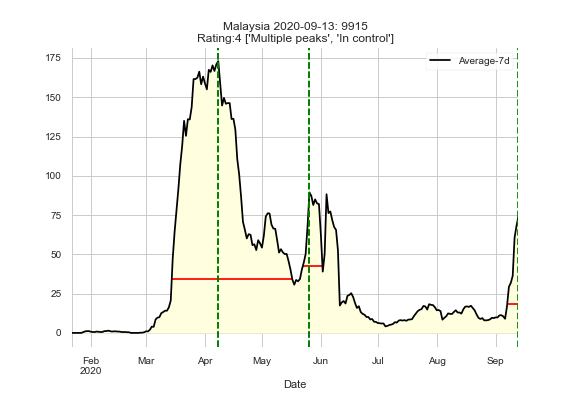 Malaysia 2020-09-13: 9915
Rating:4 ['Multiple peaks', 'In control']
Average-7d
175
150
125
100
75
50
25
0
Feb Mar Apr May Jun Jul Aug Sep
2020
Date